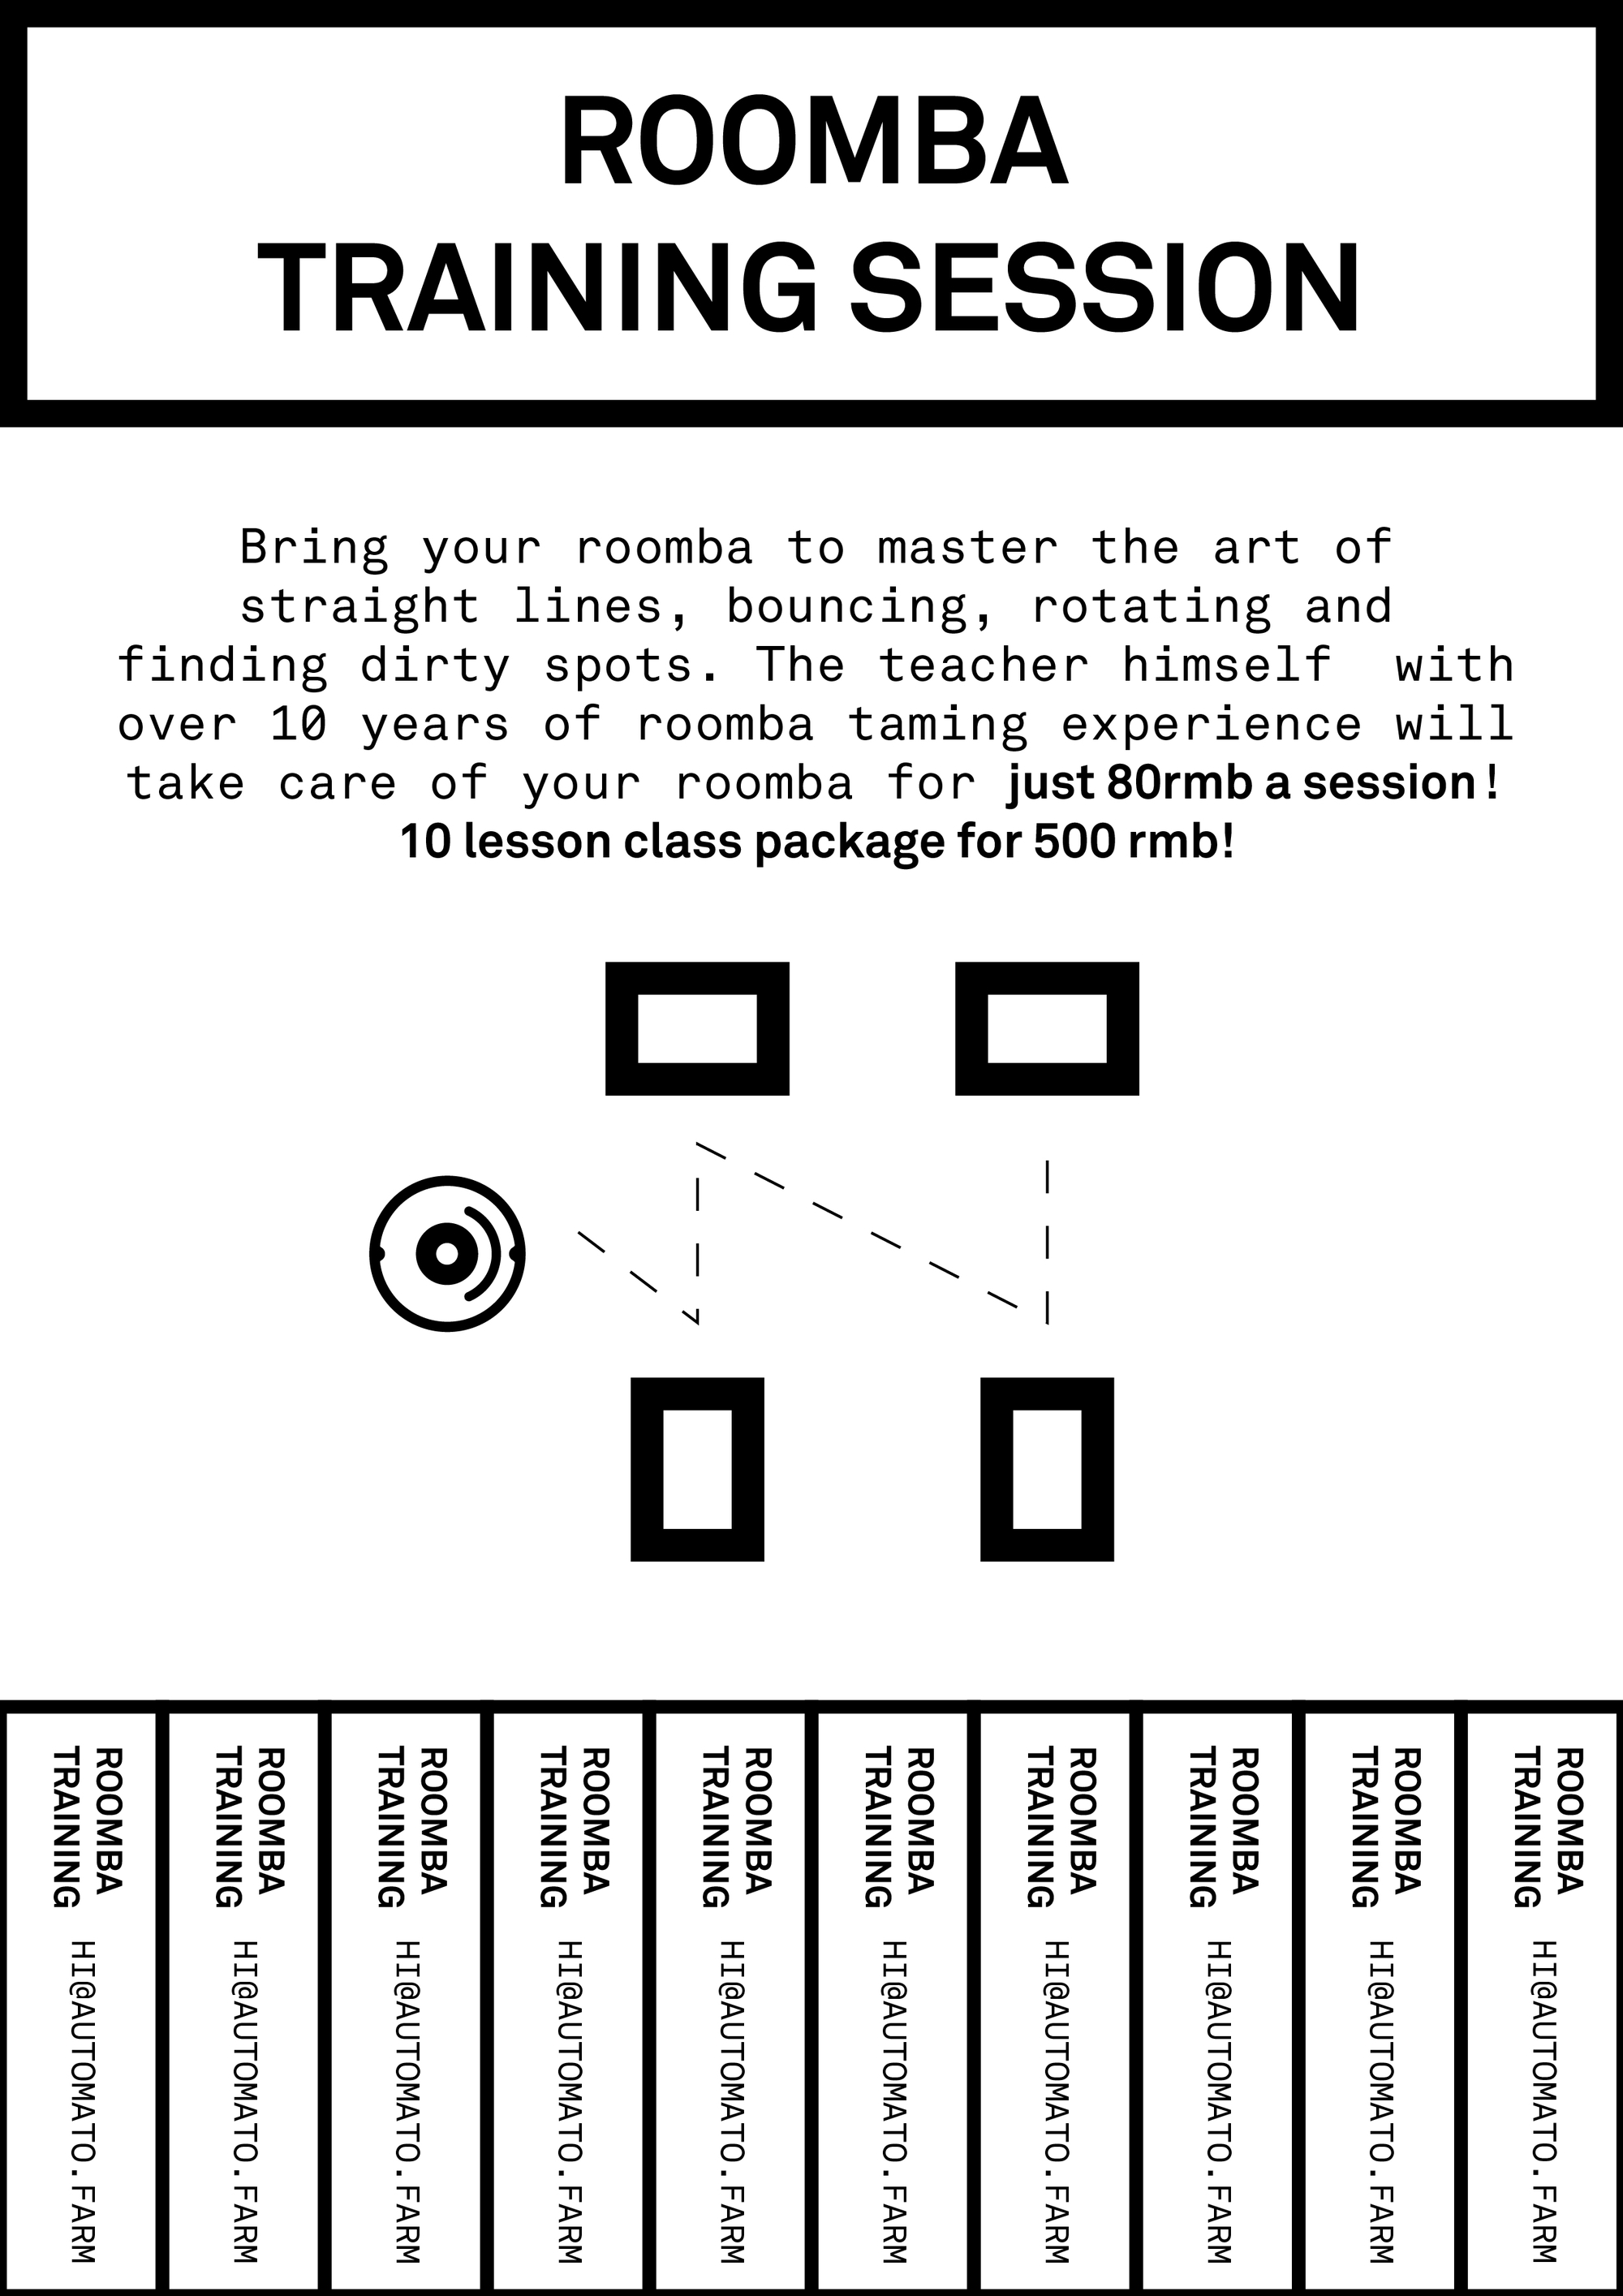 ROOMBA
TRAINING SESSION
Bring your roomba to master the art of
straight lines, bouncing, rotating and
finding dirty spots. The teacher himself  with
over 10 years of roomba taming experience will
take care of your roomba for just 80rmb a session!
10 lesson class package for 500 rmb!
ROOMBA
TRAINING
HI@AUTOMATO.FARM
ROOMBA
TRAINING
HI@AUTOMATO.FARM
ROOMBA
TRAINING
HI@AUTOMATO.FARM
ROOMBA
TRAINING
HI@AUTOMATO.FARM
ROOMBA
TRAINING
HI@AUTOMATO.FARM
ROOMBA
TRAINING
HI@AUTOMATO.FARM
ROOMBA
TRAINING
HI@AUTOMATO.FARM
ROOMBA
TRAINING
HI@AUTOMATO.FARM
ROOMBA
TRAINING
HI@AUTOMATO.FARM
ROOMBA
TRAINING
HI@AUTOMATO.FARM